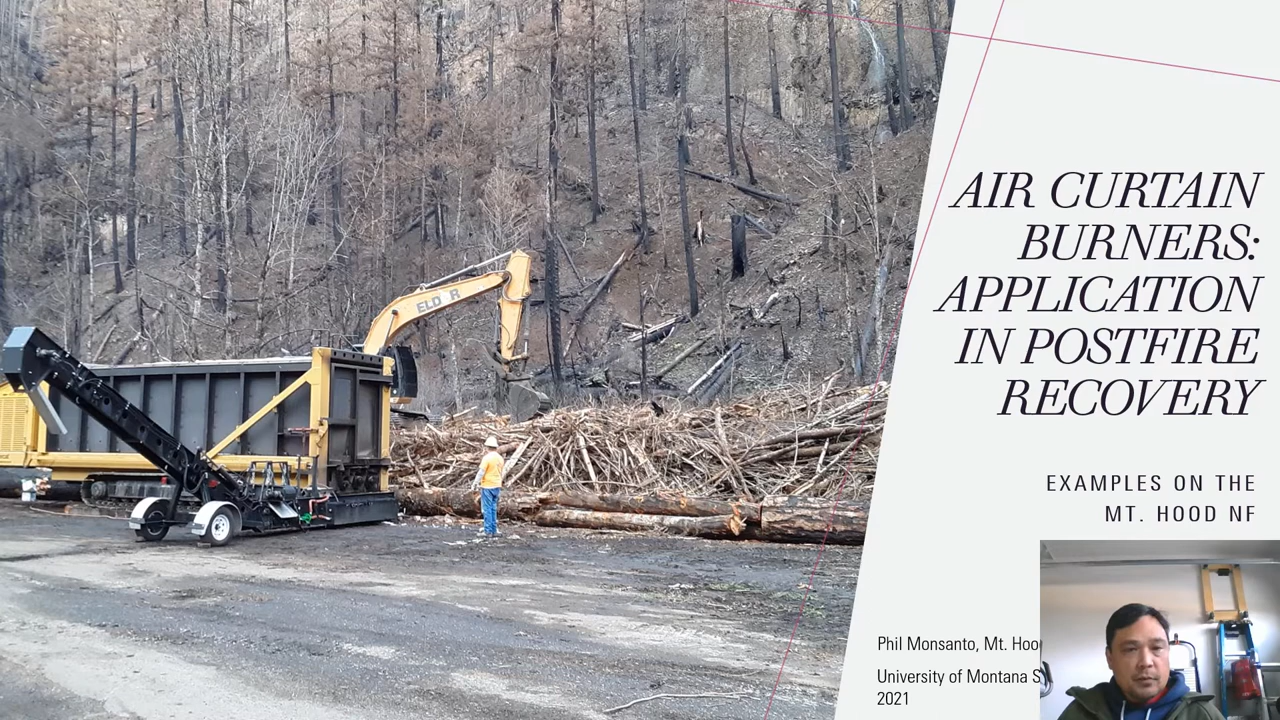 AIR CURTAIN
BURNERS:
APPLICATION
IN POSTFIRE
RECOVERY
EXAMPLES ON THE
MT. HOOD NF
Phil Monsanto, Mt.
University of Montana
2021